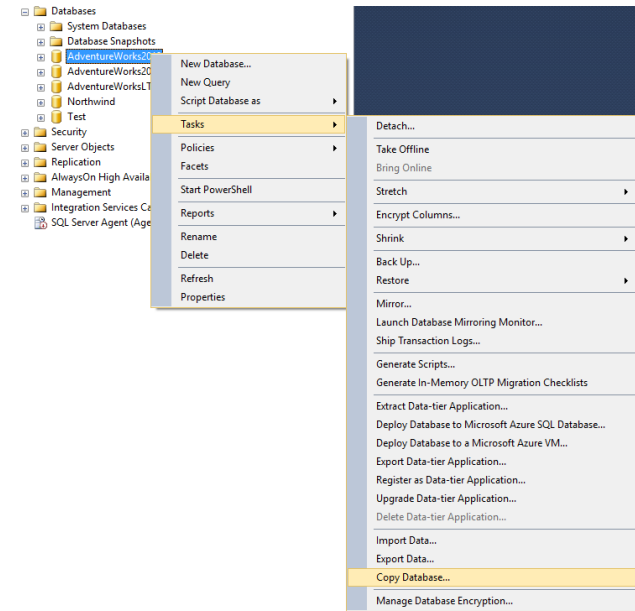 Databases
System Databases
Database Snapshots
AdventureWorks20
AdventureWorks20
AdventureWorksLT
Northwind
Test
Security
Server Objects
Replication
AlwaysOn High Availa
Management
Integration Services Ca
SQL Server Agent (Age
New Database...
New Query
Script Database as
Tasks
Policies
Facets
Start PowerShell
Reports
Rename
Delete
Refresh
Properties
Detach...
Take Offline
Bring Online
Stretch
Encrypt Columns...
Shrink
Back Up...
Restore
Mirror...
Launch Database Mirroring Monitor...
Ship Transaction Logs...
Generate Scripts...
Generate In-Memory OLTP Migration Checklists
Extract Data-tier Application...
Deploy Database to Microsoft Azure SQL Database...
Deploy Database to a Microsoft Azure VM...
Export Data-tier Application...
Register as Data-tier Application...
Upgrade Data-tier Application...
Delete Data-tier Application...
Import Data...
Export Data...
Copy Database...
Manage Database Encryption...